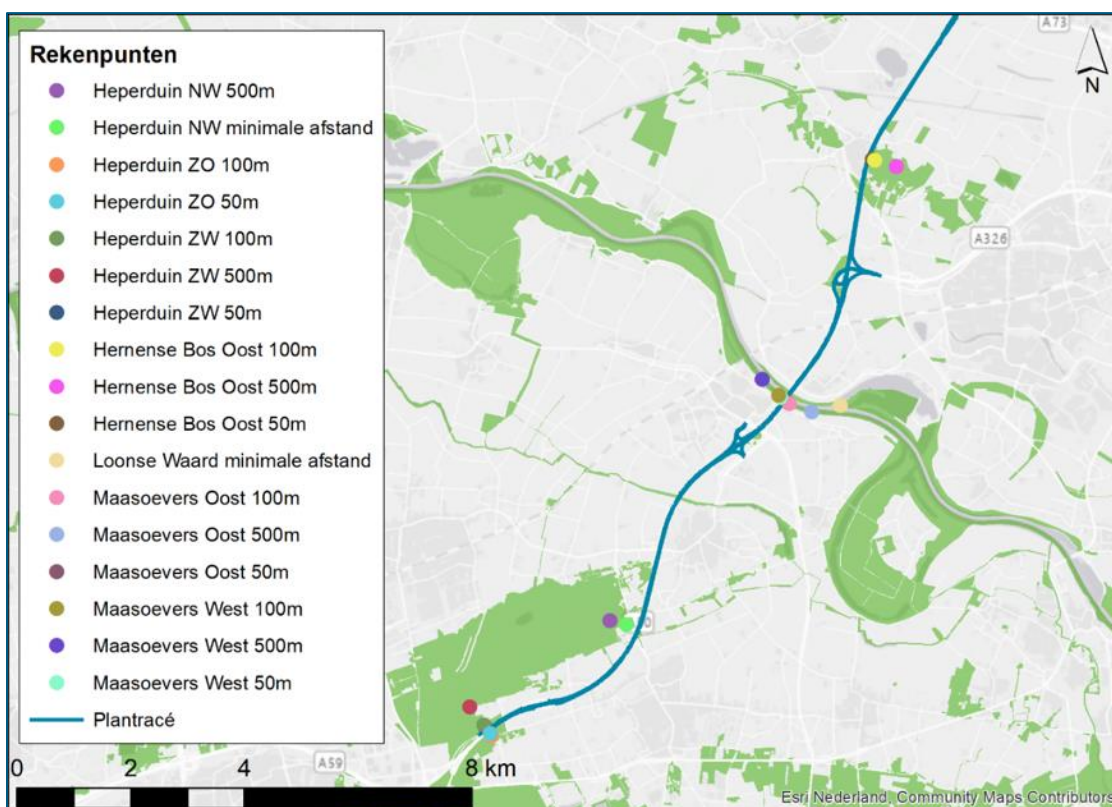 Rekenpunten
Heperduin NW 500m
Heperduin NW minimale afstand
Heperduin ZO 100m
Heperduin ZO 50m
Heperduin ZW 100m
Heperduin ZW 500m
Heperduin ZW 50m
Hernense Bos Oost 100m
Hernense Bos Oost 500m
Hernense Bos Oost 50m
Loonse Waard minimale afstand
Maasoevers Oost 100m
Maasoevers Oost 500m
Maasoevers Oost 50m
Maasoevers West 100m
Maasoevers West 500m
Maasoevers West 50m
Plantracé
A73
N
A326
A59
0 2 4 8 km
Esri Nederland, Community Maps Contributors